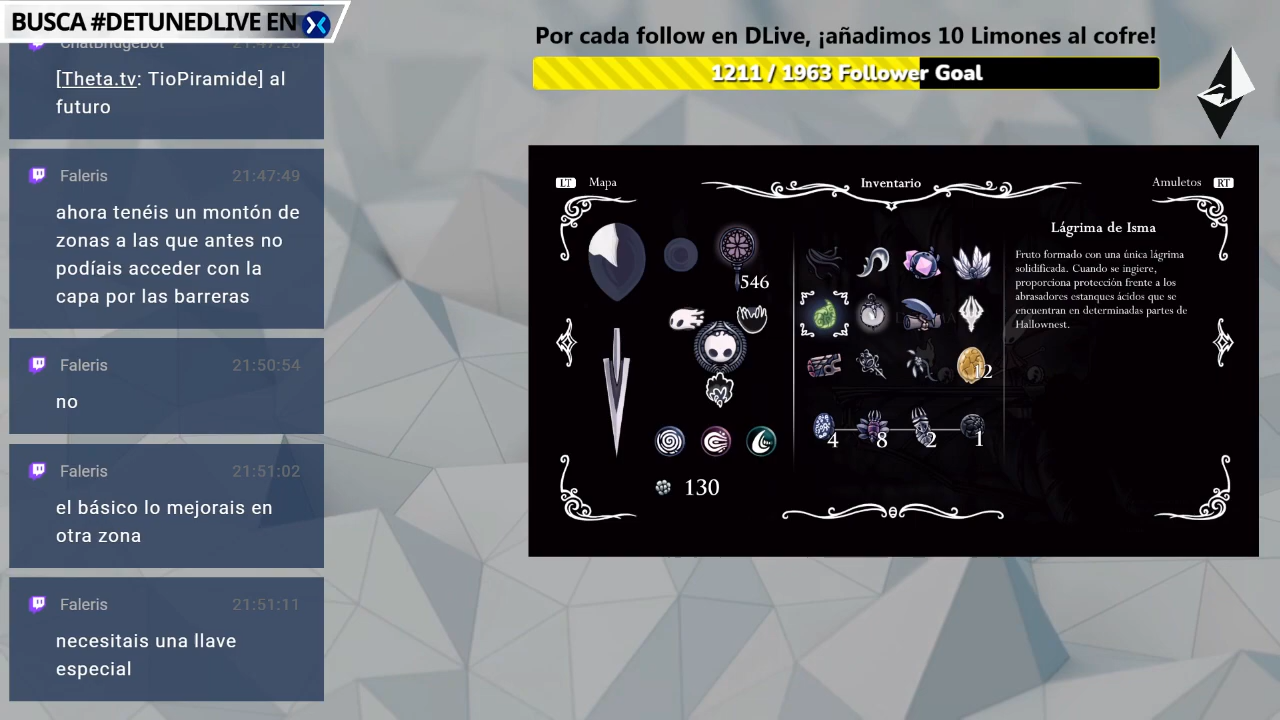 BUSCA #DETUNEDLIVE EN
ChatBridgeBot 21:47:26
[Theta.tv: TioPiramide] al
futuro
Faleris 21:47:49
ahora tenéis un montón de
zonas a las que antes no
podíais acceder con la
capa por las barreras
Faleris 21:50:54
no
Faleris 21:51:02
el básico lo mejorais en
otra zona
Faleris 21:51:11
necesitais una llave
especial
Por cada follow en DLive, ¡añadimos 10 Limones al cofre!
1211 / 1963 Follower Goal
LT Mapa
Inventario
Amuletos RT
546
12
4 8 2 1
130
Lágrima de Isma
Fruto formado con una única lágrima
solidificada. Cuando se ingiere,
proporciona protección frente a los
abrasadores estanques ácidos que se
encuentran en determinadas partes de
Hallownest.